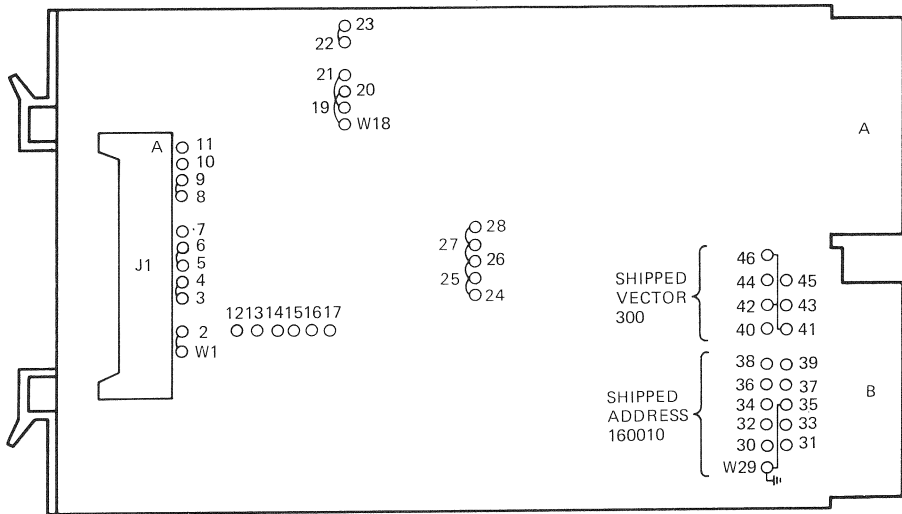 23
22
21
20
19
W18
A
A
11
10
9
8
7
6
5
4
3
2
W1
J1
12 13 14 15 16 17
28
27
26
25
24
SHIPPED
VECTOR
300
46
44 45
42 43
40 41
SHIPPED
ADDRESS
160010
38 39
36 37
34 35
32 33
30 31
W29
B